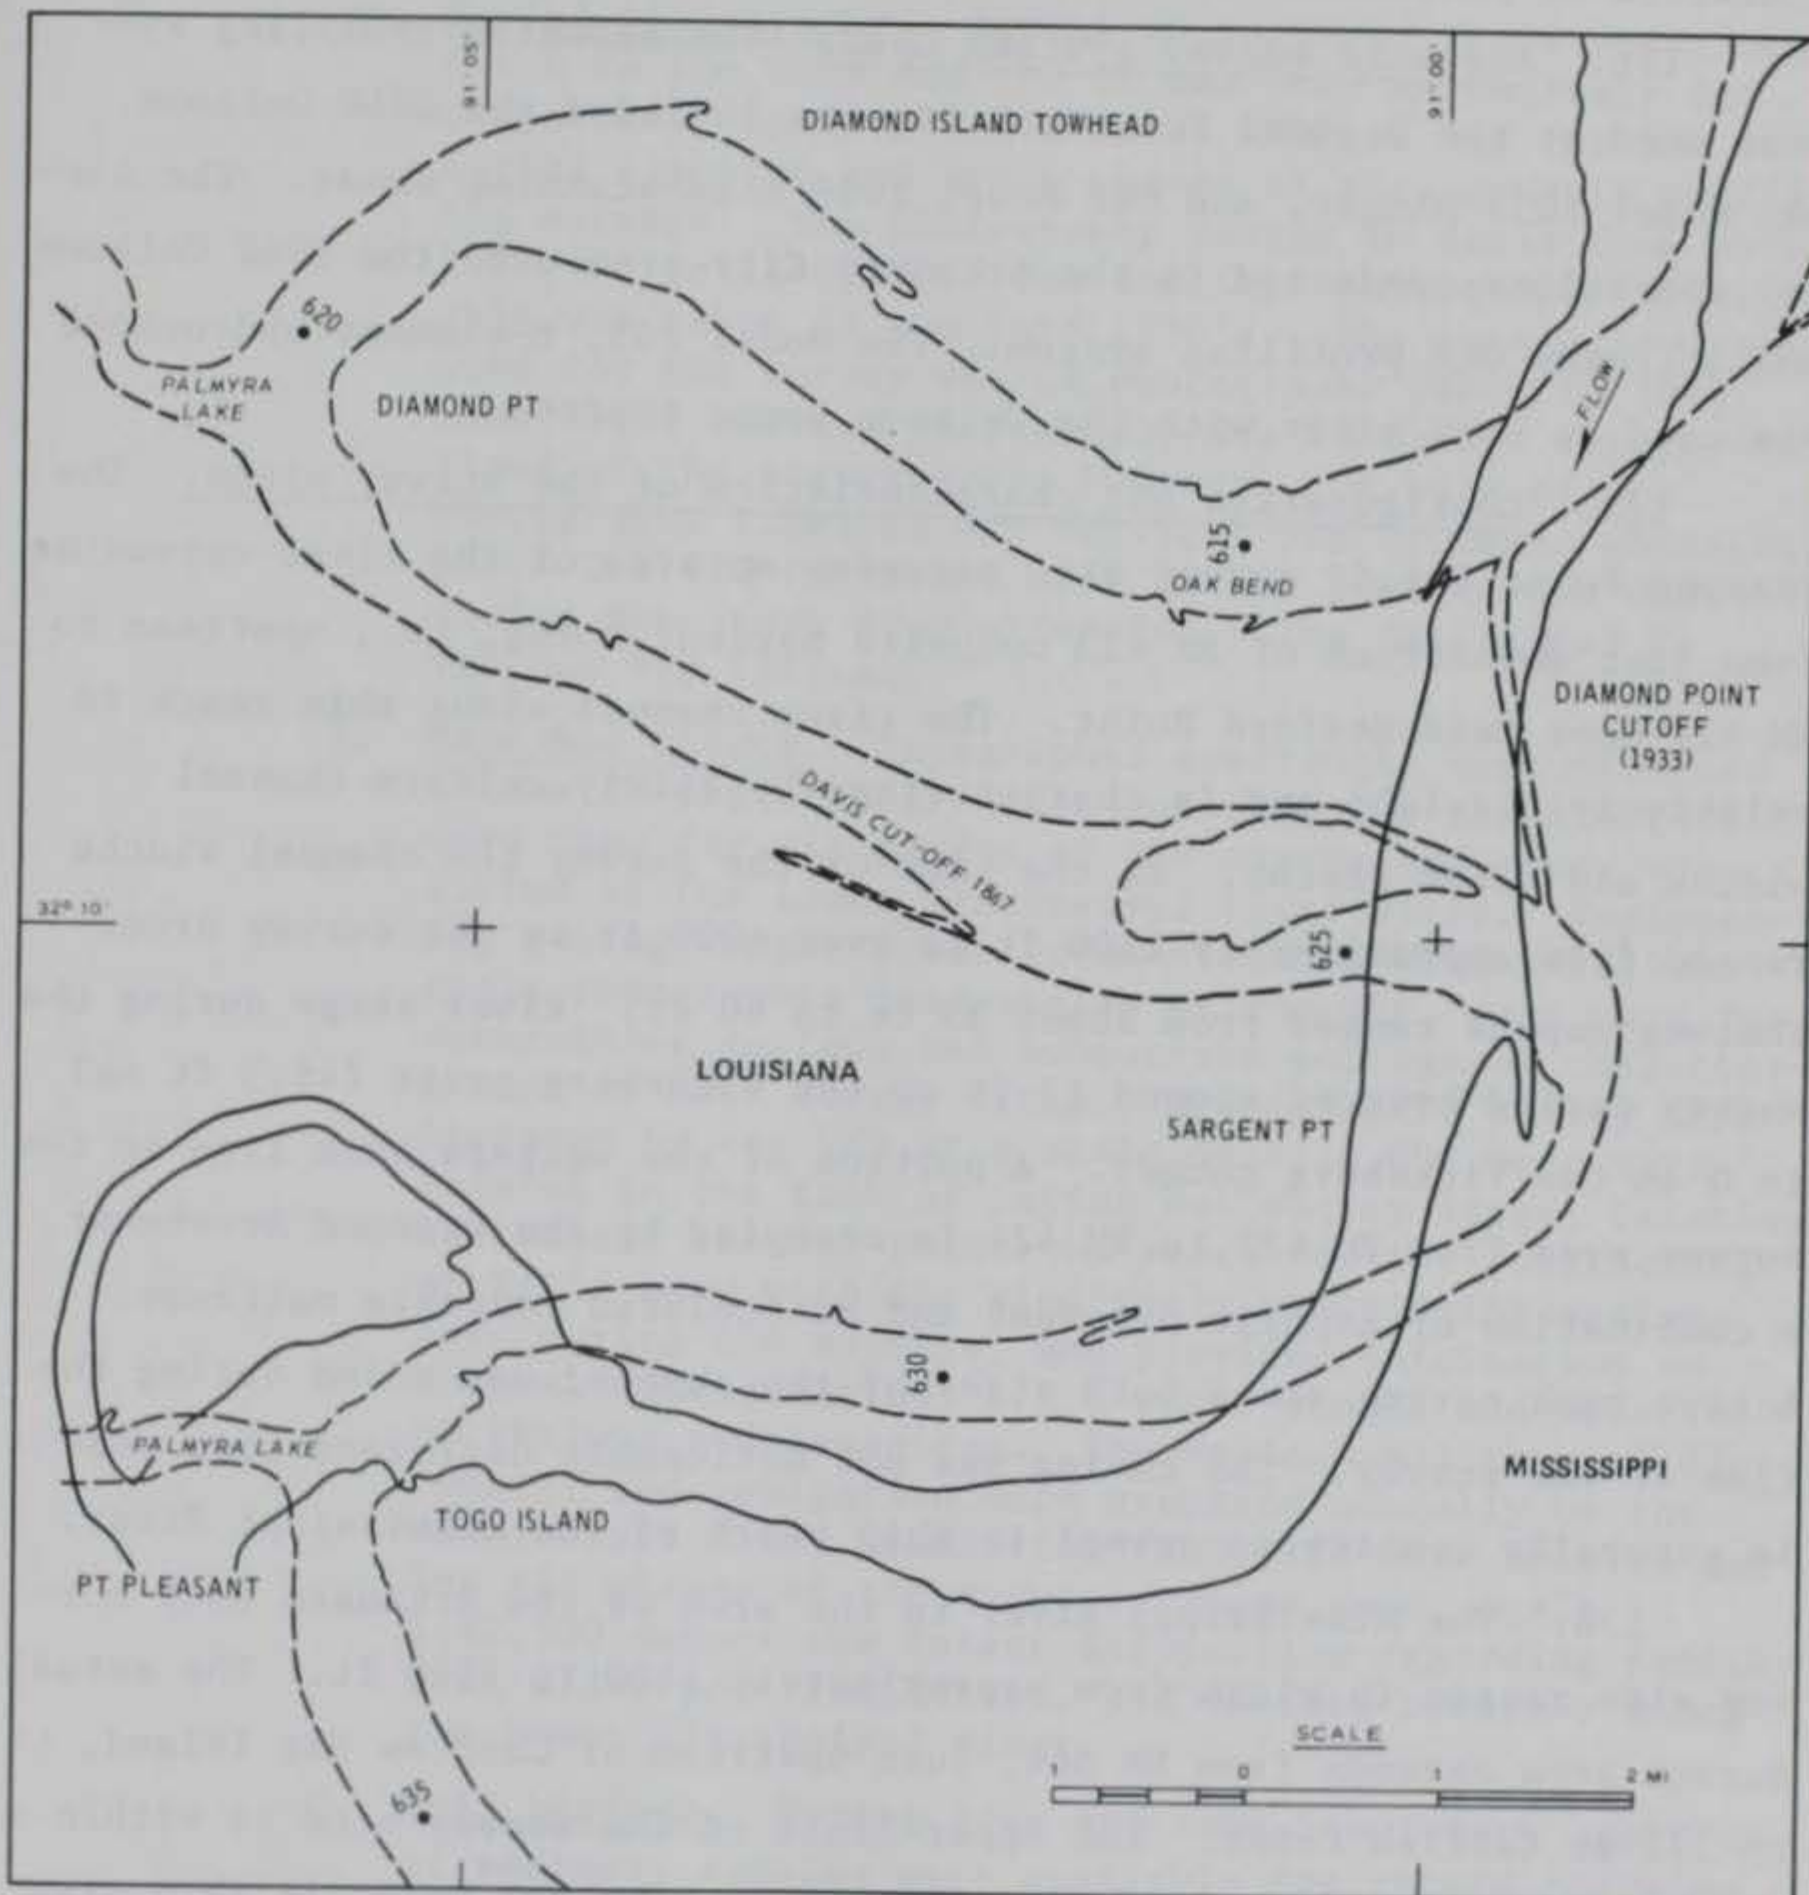 91° 05'
91° 00'
DIAMOND ISLAND TOWHEAD
620
PALMYRA
LAKE
DIAMOND PT
FLOW
615
OAK BEND
DIAMOND POINT
CUTOFF
(1933)
DAVIS CUT-OFF 1867
32° 10'
625
LOUISIANA
SARGENT PT
630
PALMYRA LAKE
MISSISSIPPI
TOGO ISLAND
PT PLEASANT
SCALE
1 0 1 2 MI
635